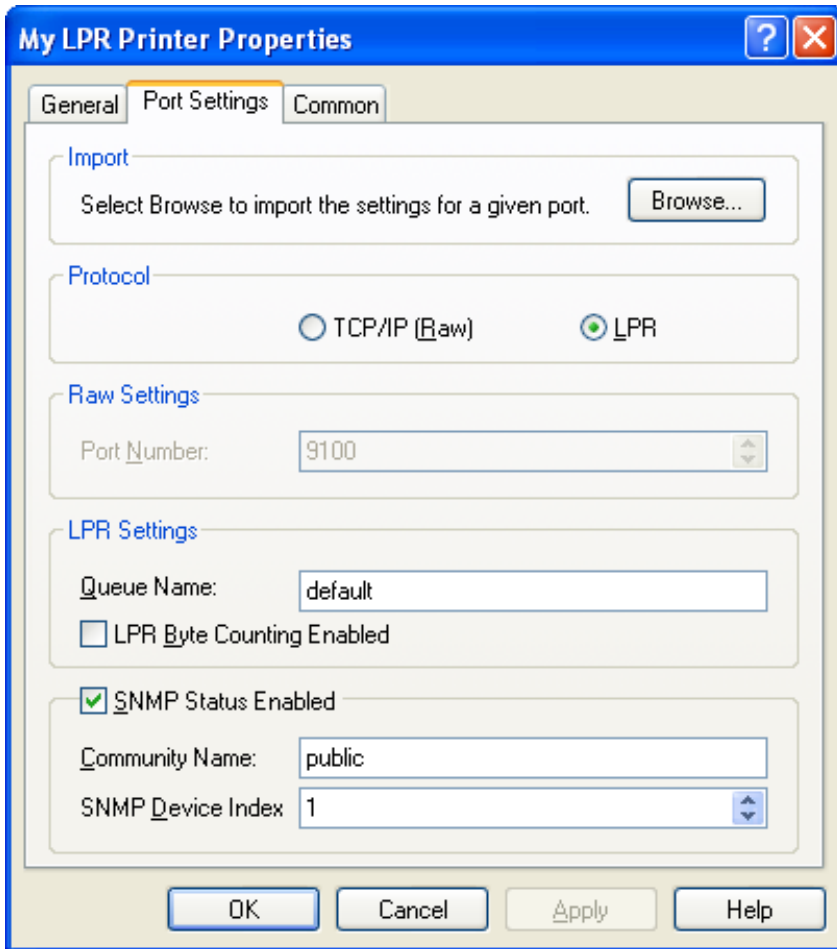 My LPR Printer Properties
General Port Settings Common
Import
Select Browse to import the settings for a given port. Browse...
Protocol
TCP/IP (Raw) LPR
Raw Settings
Port Number: 9100
LPR Settings
Queue Name: default
LPR Byte Counting Enabled
SNMP Status Enabled
Community Name: public
SNMP Device Index 1
OK Cancel Apply Help